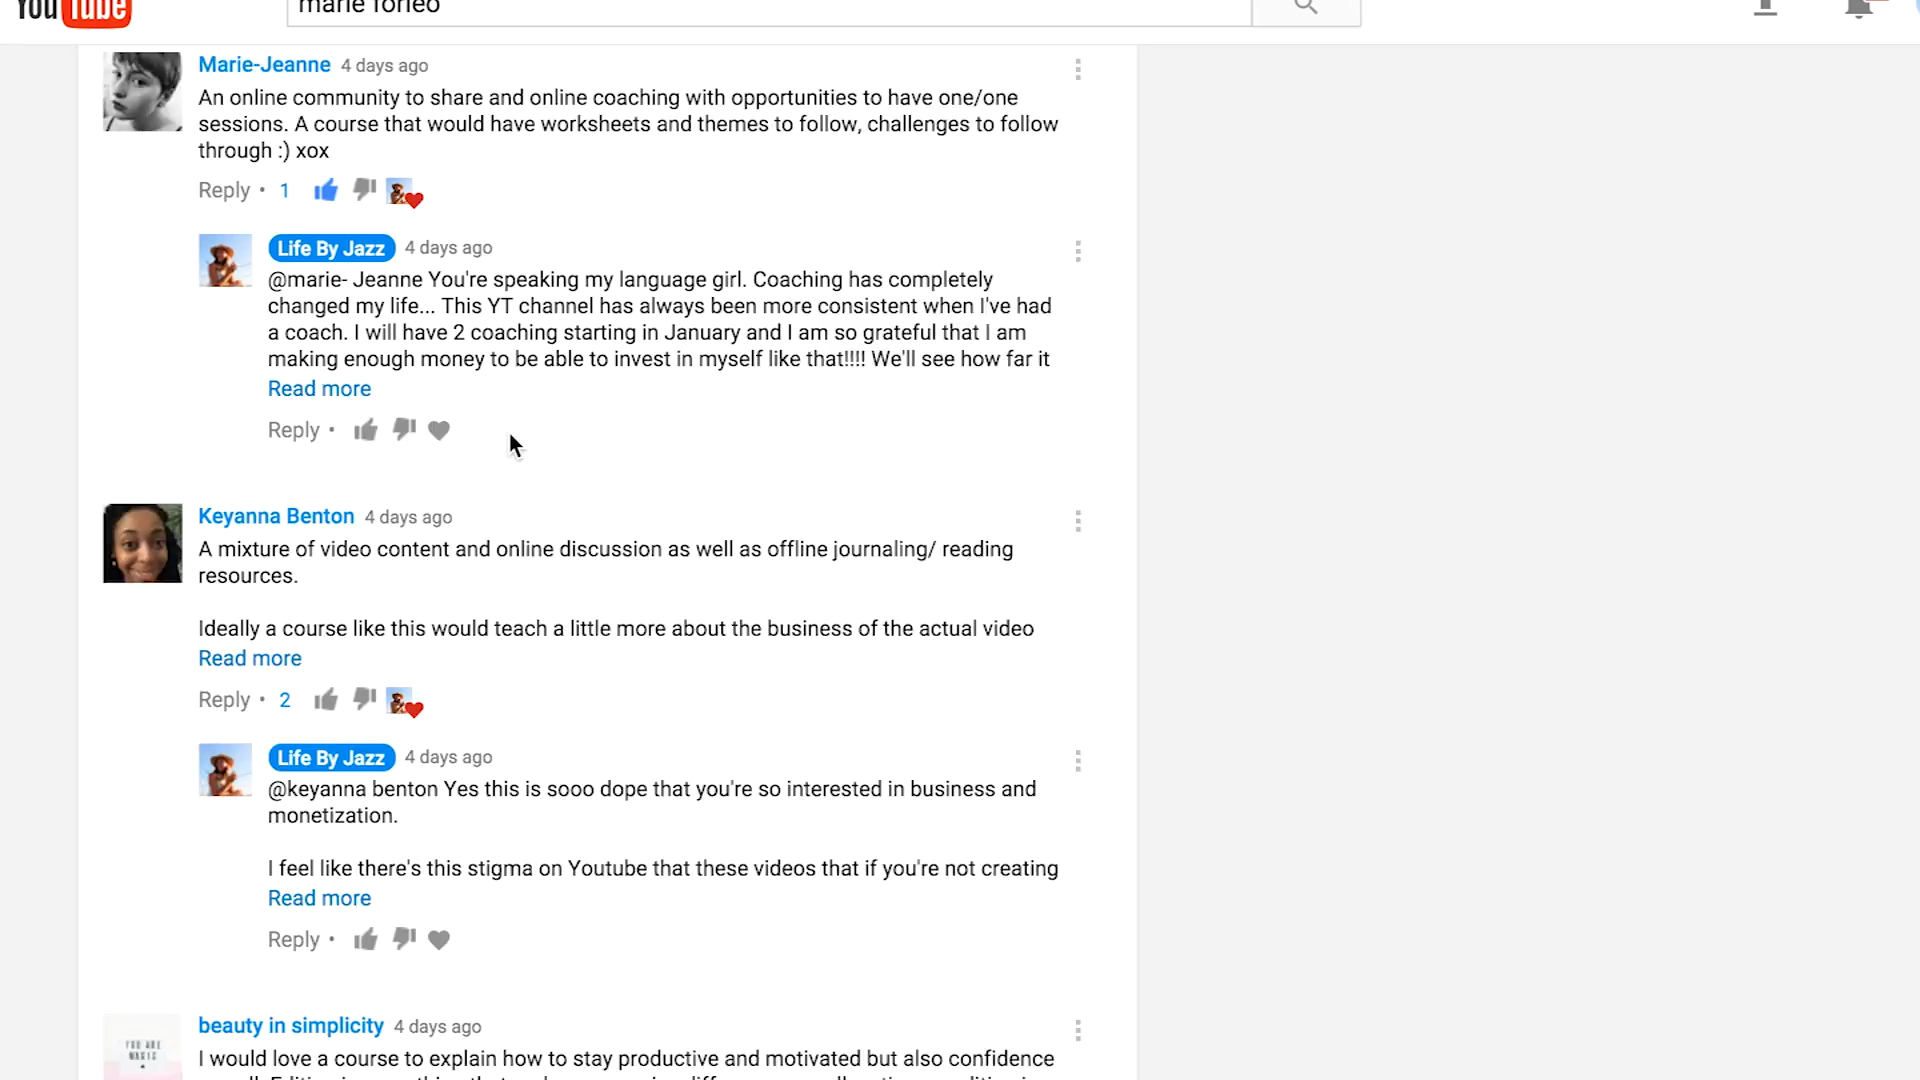 You Tube
marie forleo
Marie-Jeanne 4 days ago
An online community to share and online coaching with opportunities to have one/one
sessions. A course that would have worksheets and themes to follow, challenges to follow
through :) xox
Reply • 1
Life By Jazz 4 days ago
@marie- Jeanne You're speaking my language girl. Coaching has completely
changed my life... This YT channel has always been more consistent when I've had
a coach. I will have 2 coaching starting in January and I am so grateful that I am
making enough money to be able to invest in myself like that!!!! We'll see how far it
Read more
Reply •
Keyanna Benton 4 days ago
A mixture of video content and online discussion as well as offline journaling/ reading
resources.
Ideally a course like this would teach a little more about the business of the actual video
Read more
Reply • 2
Life By Jazz 4 days ago
@keyanna benton Yes this is sooo dope that you're so interested in business and
monetization.
I feel like there's this stigma on Youtube that these videos that if you're not creating
Read more
Reply •
beauty in simplicity 4 days ago
YOU ARE
MAGIC
I would love a course to explain how to stay productive and motivated but also confidence